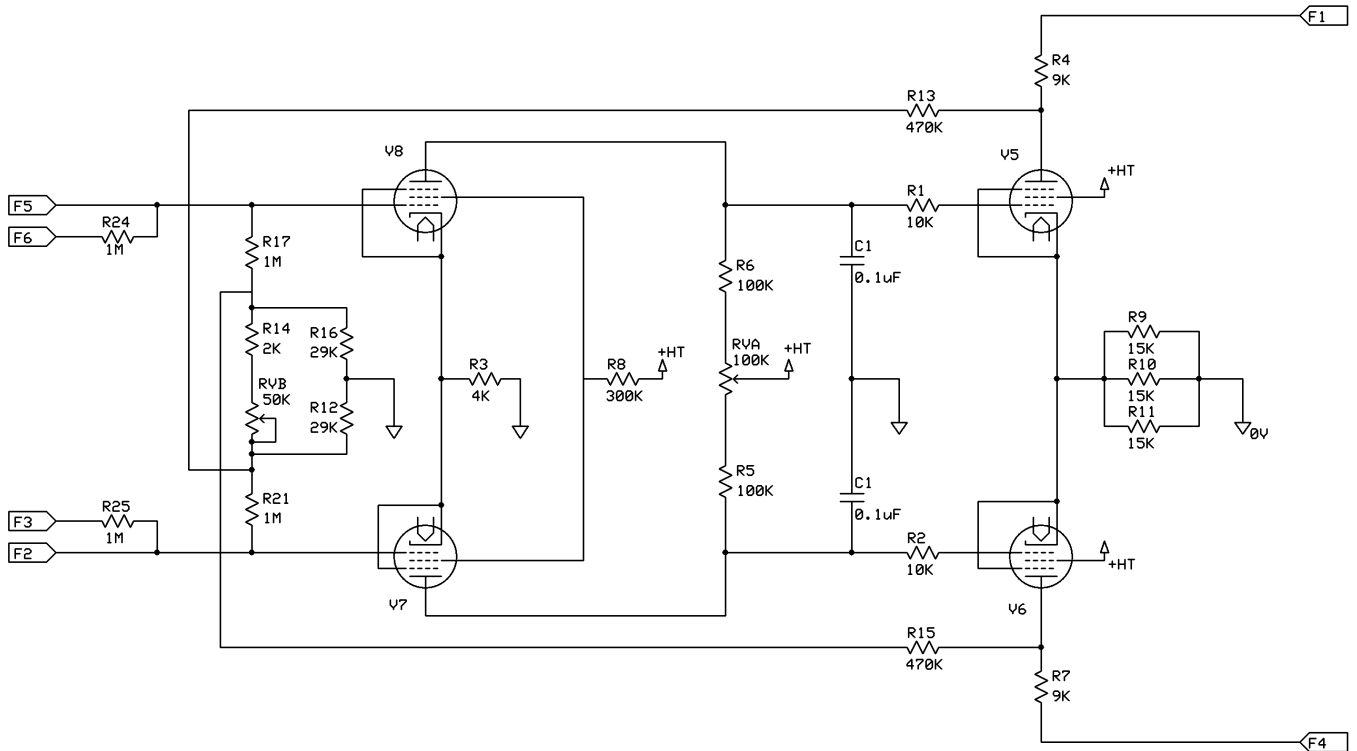 F1
R4
9K
R13
470K
V8
V5
+HT
F5
R24
1M
F6
R1
10K
R17
1M
C1
0.1uF
R6
100K
R14
2K
R16
29K
R9
15K
RVA
100K
+HT
+HT
R3
4K
R8
300K
R10
15K
RVB
50K
R12
29K
R11
15K
0V
R5
100K
C1
0.1uF
R21
1M
R25
1M
F3
F2
R2
10K
+HT
V7
V6
R15
470K
R7
9K
F4